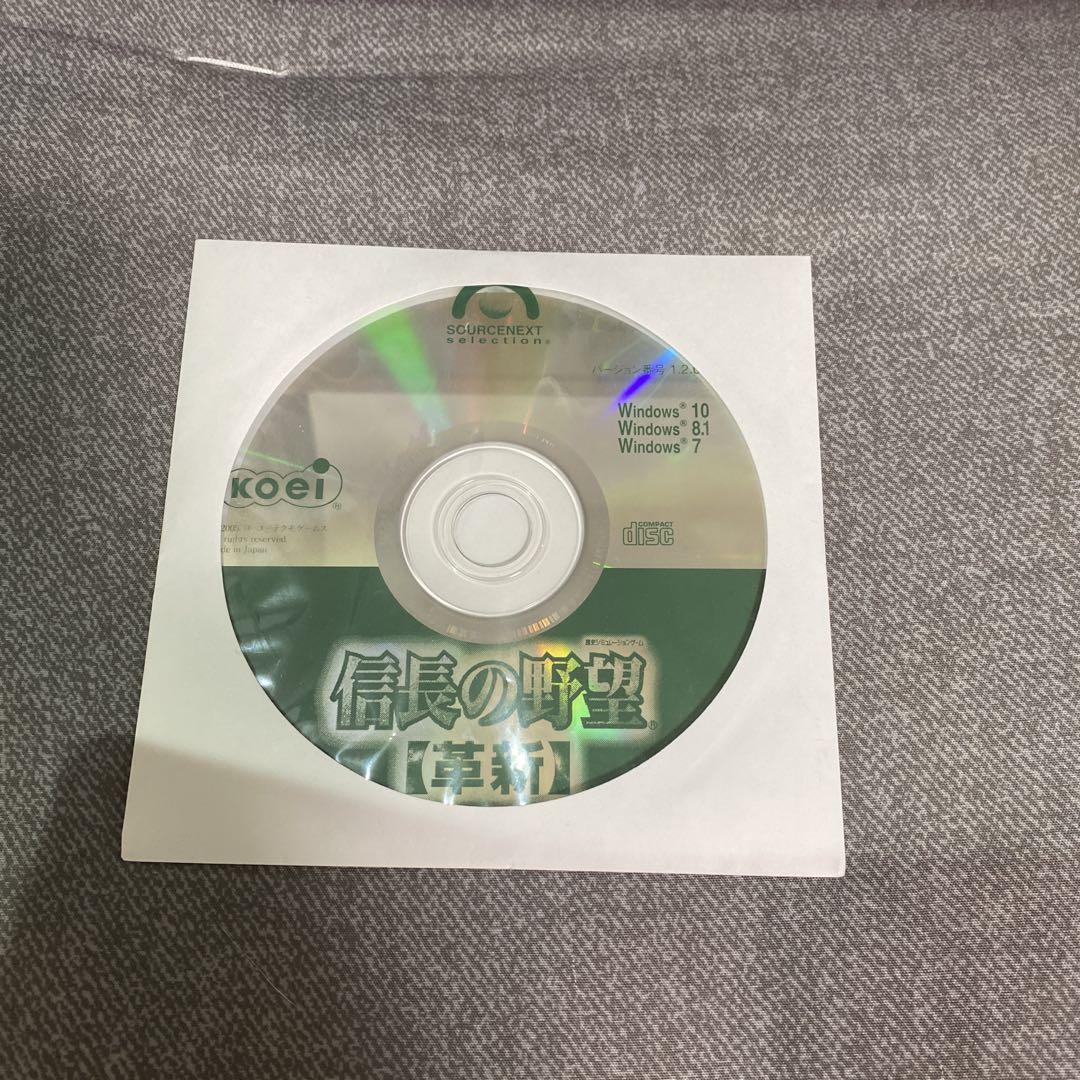 SOURCENEXT
selection®
バージョン番号 1.2.
Windows® 10
Windows® 8.1
Windows® 7
KOEI®
COMPACT
disc
rights reserved
in Japan
歴史シミュレーションゲーム
信長の野望®
【革新】